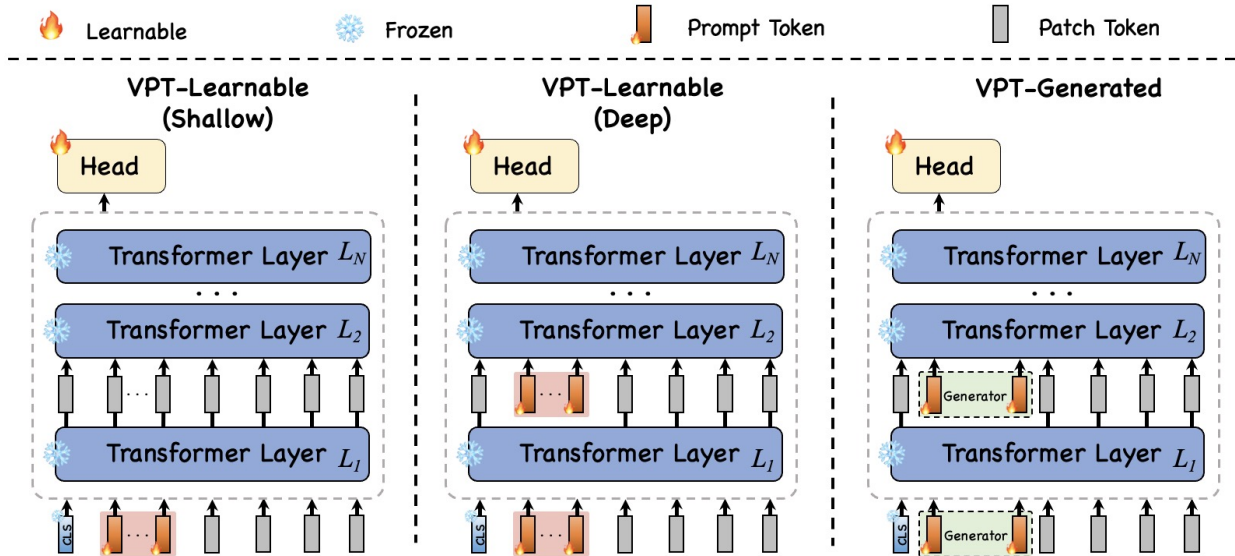 Learnable
Frozen
Prompt Token
Patch Token
VPT-Learnable
(Shallow)
Head
Transformer Layer L_N
. . .
Transformer Layer L_2
...
Transformer Layer L_1
CLS
...
VPT-Learnable
(Deep)
Head
Transformer Layer L_N
. . .
Transformer Layer L_2
...
Transformer Layer L_1
CLS
...
VPT-Generated
Head
Transformer Layer L_N
. . .
Transformer Layer L_2
Generator
Transformer Layer L_1
CLS
Generator